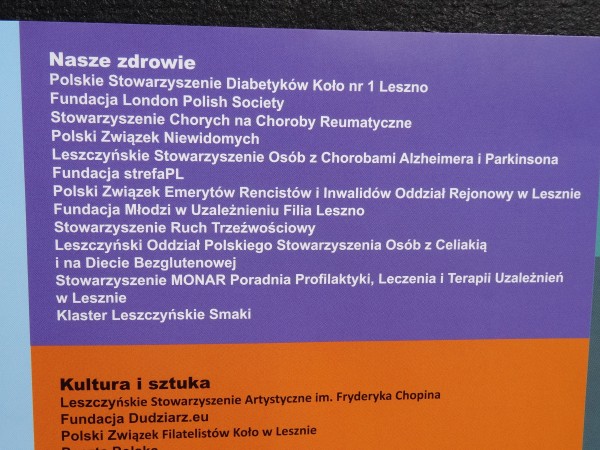 Nasze zdrowie
Polskie Stowarzyszenie Diabetyków Koło nr 1 Leszno
Fundacja London Polish Society
Stowarzyszenie Chorych na Choroby Reumatyczne
Polski Związek Niewidomych
Leszczyńskie Stowarzyszenie Osób z Chorobami Alzheimera i Parkinsona
Fundacja strefaPL
Polski Związek Emerytów Rencistów i Inwalidów Oddział Rejonowy w Lesznie
Fundacja Młodzi w Uzależnieniu Filia Leszno
Stowarzyszenie Ruch Trzeźwościowy
Leszczyński Oddział Polskiego Stowarzyszenia Osób z Celiakią
i na Diecie Bezglutenowej
Stowarzyszenie MONAR Poradnia Profilaktyki, Leczenia i Terapii Uzależnień
w Lesznie
Klaster Leszczyńskie Smaki
Kultura i sztuka
Leszczyńskie Stowarzyszenie Artystyczne im. Fryderyka Chopina
Fundacja Dudziarz.eu
Polski Związek Filatelistów Koło w Lesznie